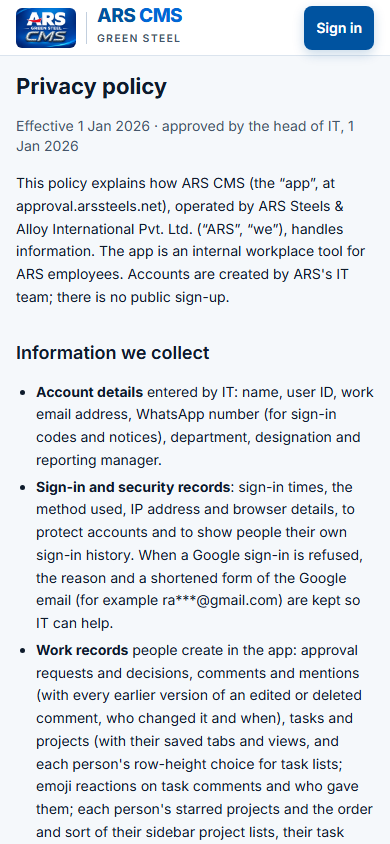 ARS
GREEN STEEL
CMS
ARS CMS
GREEN STEEL
Sign in
Privacy policy
Effective 1 Jan 2026 · approved by the head of IT, 1
Jan 2026
This policy explains how ARS CMS (the “app”, at
approval.arssteels.net), operated by ARS Steels &
Alloy International Pvt. Ltd. (“ARS”, “we”), handles
information. The app is an internal workplace tool for
ARS employees. Accounts are created by ARS's IT
team; there is no public sign-up.
Information we collect
• Account details entered by IT: name, user ID, work
email address, WhatsApp number (for sign-in
codes and notices), department, designation and
reporting manager.
• Sign-in and security records: sign-in times, the
method used, IP address and browser details, to
protect accounts and to show people their own
sign-in history. When a Google sign-in is refused,
the reason and a shortened form of the Google
email (for example ra***@gmail.com) are kept so
IT can help.
• Work records people create in the app: approval
requests and decisions, comments and mentions
(with every earlier version of an edited or deleted
comment, who changed it and when), tasks and
projects (with their saved tabs and views, and
each person's row-height choice for task lists;
emoji reactions on task comments and who gave
them; each person's starred projects and the order
and sort of their sidebar project lists, their task